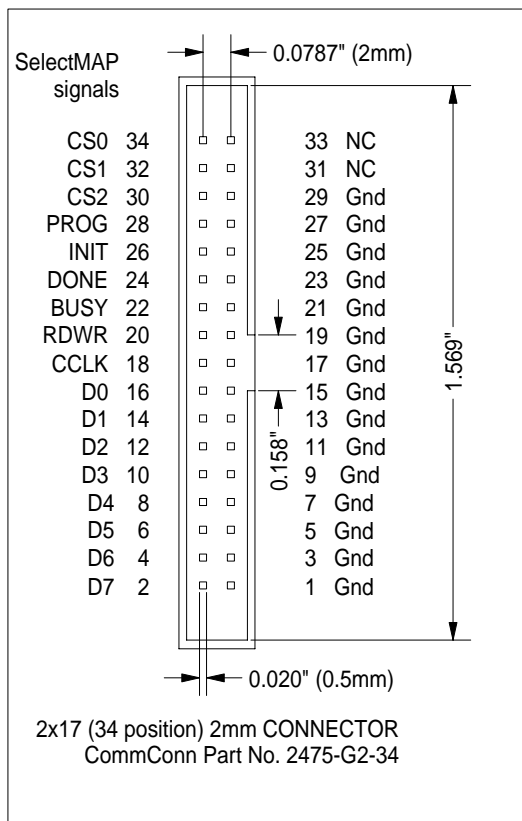 0.0787" (2mm)
SelectMAP
signals
CS0 34 33 NC
CS1 32 31 NC
CS2 30 29 Gnd
PROG 28 27 Gnd
INIT 26 25 Gnd
DONE 24 23 Gnd
BUSY 22 21 Gnd
RDWR 20 19 Gnd
CCLK 18 17 Gnd
D0 16 15 Gnd
D1 14 13 Gnd
D2 12 11 Gnd
D3 10 9 Gnd
D4 8 7 Gnd
D5 6 5 Gnd
D6 4 3 Gnd
D7 2 1 Gnd
0.158"
1.569"
0.020" (0.5mm)
2x17 (34 position) 2mm CONNECTOR
CommConn Part No. 2475-G2-34